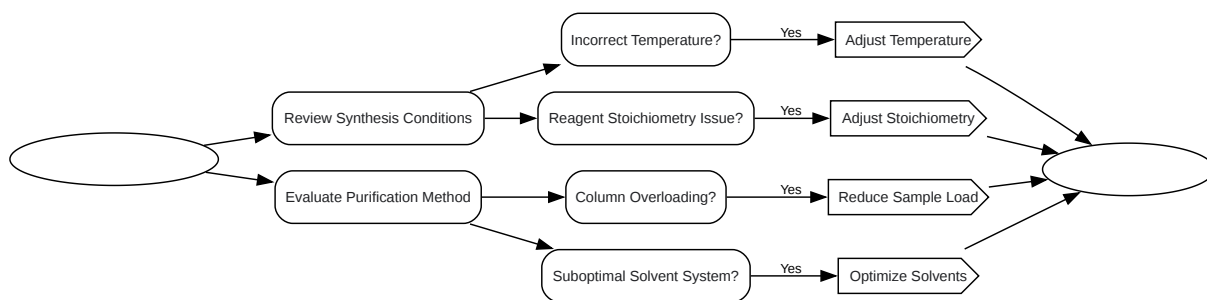 Incorrect Temperature?
Yes
Adjust Temperature
Review Synthesis Conditions
Reagent Stoichiometry Issue?
Yes
Adjust Stoichiometry
Evaluate Purification Method
Column Overloading?
Yes
Reduce Sample Load
Suboptimal Solvent System?
Yes
Optimize Solvents